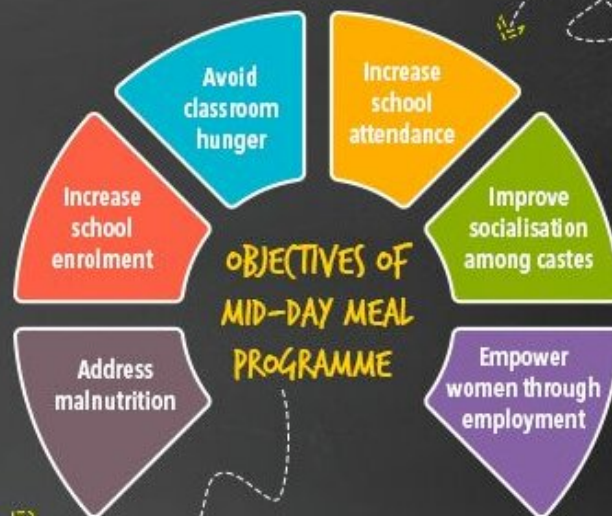 OBJECTIVES OF
MID-DAY MEAL
PROGRAMME
Address
malnutrition
Increase
school
enrolment
Avoid
classroom
hunger
Increase
school
attendance
Improve
socialisation
among castes
Empower
women through
employment